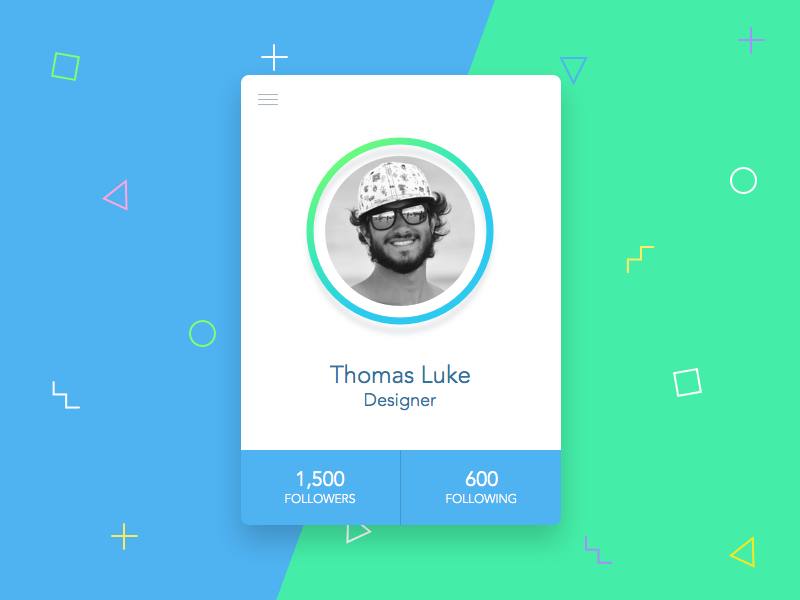 Thomas Luke
Designer
1,500
FOLLOWERS
600
FOLLOWING